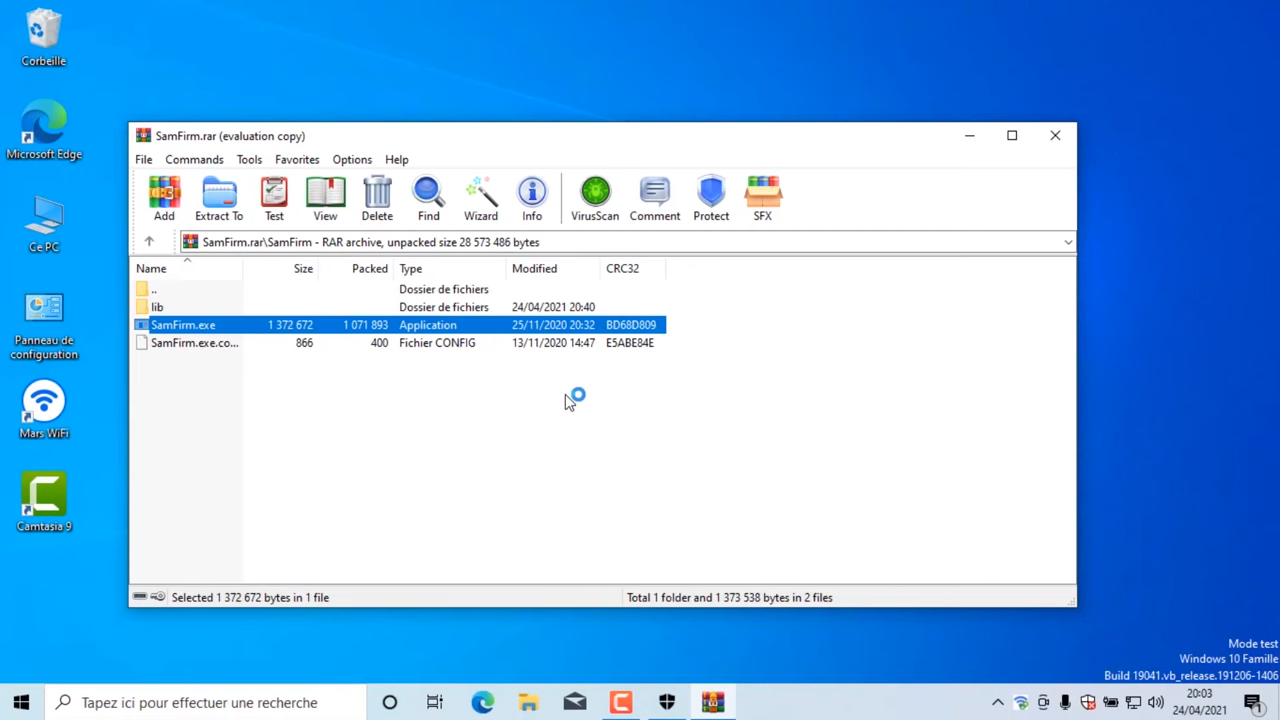 Corbeille
Microsoft Edge
Ce PC
Panneau de
configuration
Mars WiFi
Camtasia 9
SamFirm.rar (evaluation copy)
File Commands Tools Favorites Options Help
Add Extract To Test View Delete Find Wizard Info VirusScan Comment Protect SFX
SamFirm.rar\SamFirm - RAR archive, unpacked size 28 573 486 bytes
Name Size Packed Type Modified CRC32
.. Dossier de fichiers
lib Dossier de fichiers 24/04/2021 20:40
SamFirm.exe 1 372 672 1 071 893 Application 25/11/2020 20:32 BD68D809
SamFirm.exe.co... 866 400 Fichier CONFIG 13/11/2020 14:47 E5ABE84E
Selected 1 372 672 bytes in 1 file Total 1 folder and 1 373 538 bytes in 2 files
Mode test
Windows 10 Famille
Build 19041.vb_release.191206-1406
Tapez ici pour effectuer une recherche
20:03
24/04/2021
1